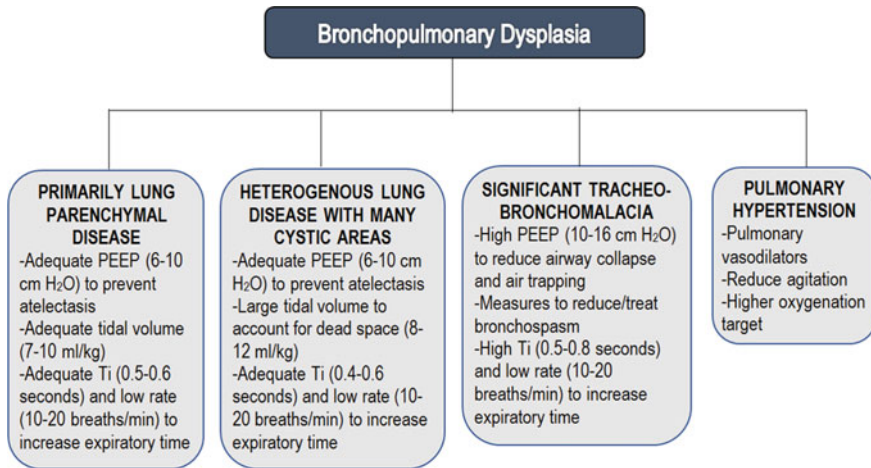 Bronchopulmonary Dysplasia
PRIMARILY LUNG
PARENCHYMAL
DISEASE
-Adequate PEEP (6-10
cm H₂O) to prevent
atelectasis
-Adequate tidal volume
(7-10 ml/kg)
-Adequate Ti (0.5-0.6
seconds) and low rate
(10-20 breaths/min) to
increase expiratory time
HETEROGENOUS LUNG
DISEASE WITH MANY
CYSTIC AREAS
-Adequate PEEP (6-10 cm
H₂O) to prevent atelectasis
-Large tidal volume to
account for dead space (8-
12 ml/kg)
-Adequate Ti (0.4-0.6
seconds) and low rate (10-
20 breaths/min) to increase
expiratory time
SIGNIFICANT TRACHEO-
BRONCHOMALACIA
-High PEEP (10-16 cm H₂O)
to reduce airway collapse
and air trapping
-Measures to reduce/treat
bronchospasm
-High Ti (0.5-0.8 seconds)
and low rate (10-20
breaths/min) to increase
expiratory time
PULMONARY
HYPERTENSION
-Pulmonary
vasodilators
-Reduce agitation
-Higher oxygenation
target